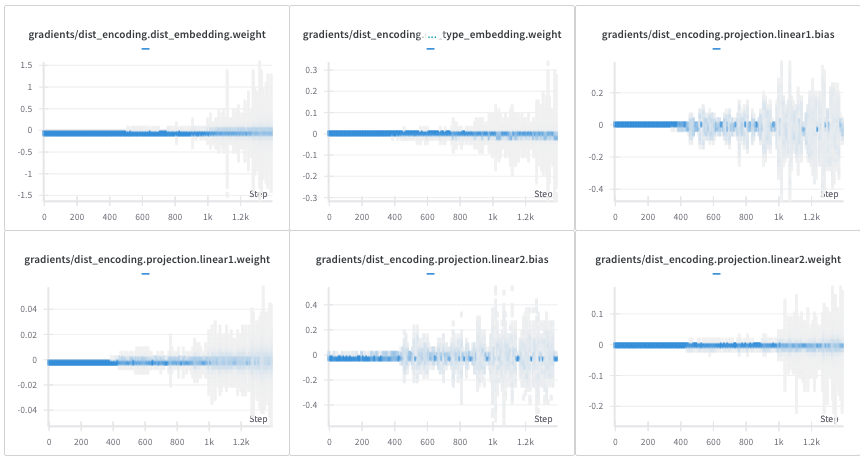 gradients/dist_encoding.dist_embedding.weight
1.5
1
0.5
0
-0.5
-1
-1.5
Step
0 200 400 600 800 1k 1.2k
gradients/dist_encoding. ... _type_embedding.weight
0.3
0.2
0.1
0
-0.1
-0.2
-0.3
Step
0 200 400 600 800 1k 1.2k
gradients/dist_encoding.projection.linear1.bias
0.2
0
-0.2
-0.4
Step
0 200 400 600 800 1k 1.2k
gradients/dist_encoding.projection.linear1.weight
0.04
0.02
0
-0.02
-0.04
Step
0 200 400 600 800 1k 1.2k
gradients/dist_encoding.projection.linear2.bias
0.4
0.2
0
-0.2
-0.4
Step
0 200 400 600 800 1k 1.2k
gradients/dist_encoding.projection.linear2.weight
0.1
0
-0.1
-0.2
Step
0 200 400 600 800 1k 1.2k